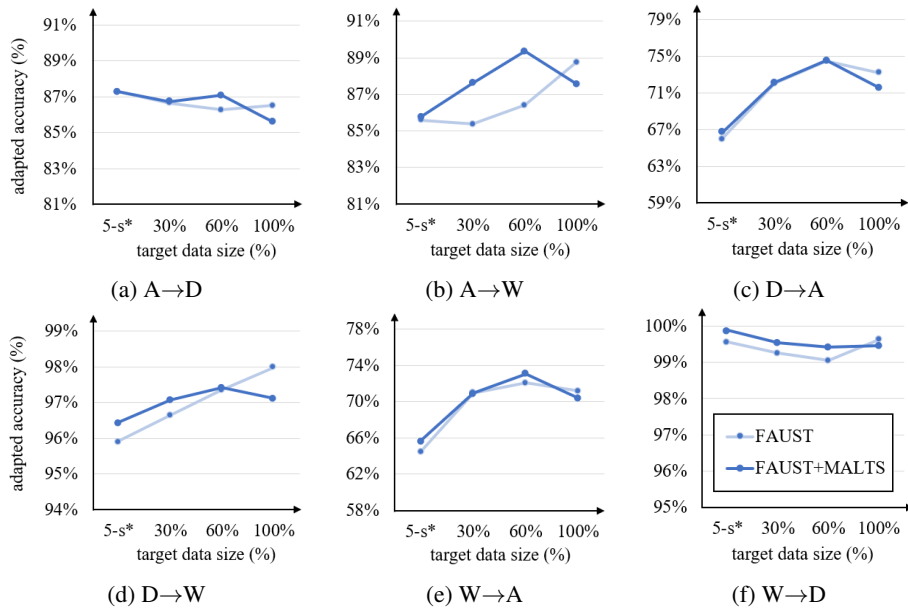 adapted accuracy (%)
91%
89%
87%
85%
83%
81%
5-s* 30% 60% 100%
target data size (%)
(a) A→D
91%
89%
87%
85%
83%
81%
5-s* 30% 60% 100%
target data size (%)
(b) A→W
79%
75%
71%
67%
63%
59%
5-s* 30% 60% 100%
target data size (%)
(c) D→A
adapted accuracy (%)
99%
98%
97%
96%
95%
94%
5-s* 30% 60% 100%
target data size (%)
(d) D→W
78%
74%
70%
66%
62%
58%
5-s* 30% 60% 100%
target data size (%)
(e) W→A
100%
99%
98%
97%
96%
95%
FAUST
FAUST+MALTS
5-s* 30% 60% 100%
target data size (%)
(f) W→D